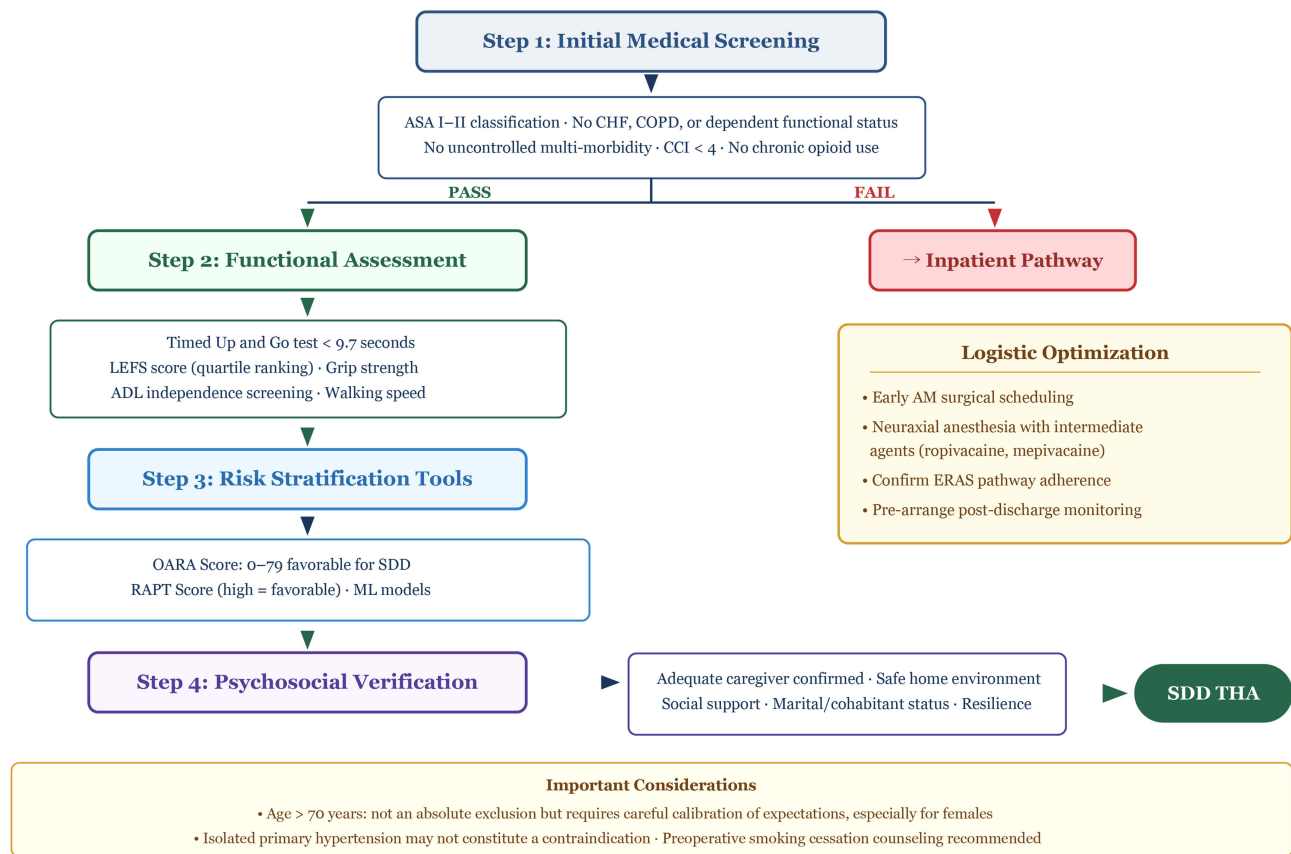 Step 1: Initial Medical Screening
ASA I–II classification · No CHF, COPD, or dependent functional status
No uncontrolled multi-morbidity · CCI < 4 · No chronic opioid use
PASS
FAIL
Step 2: Functional Assessment
→ Inpatient Pathway
Timed Up and Go test < 9.7 seconds
LEFS score (quartile ranking) · Grip strength
ADL independence screening · Walking speed
Logistic Optimization
• Early AM surgical scheduling
• Neuraxial anesthesia with intermediate
agents (ropivacaine, mepivacaine)
• Confirm ERAS pathway adherence
• Pre-arrange post-discharge monitoring
Step 3: Risk Stratification Tools
OARA Score: 0–79 favorable for SDD
RAPT Score (high = favorable) · ML models
Step 4: Psychosocial Verification
Adequate caregiver confirmed · Safe home environment
Social support · Marital/cohabitant status · Resilience
SDD THA
Important Considerations
• Age > 70 years: not an absolute exclusion but requires careful calibration of expectations, especially for females
• Isolated primary hypertension may not constitute a contraindication · Preoperative smoking cessation counseling recommended